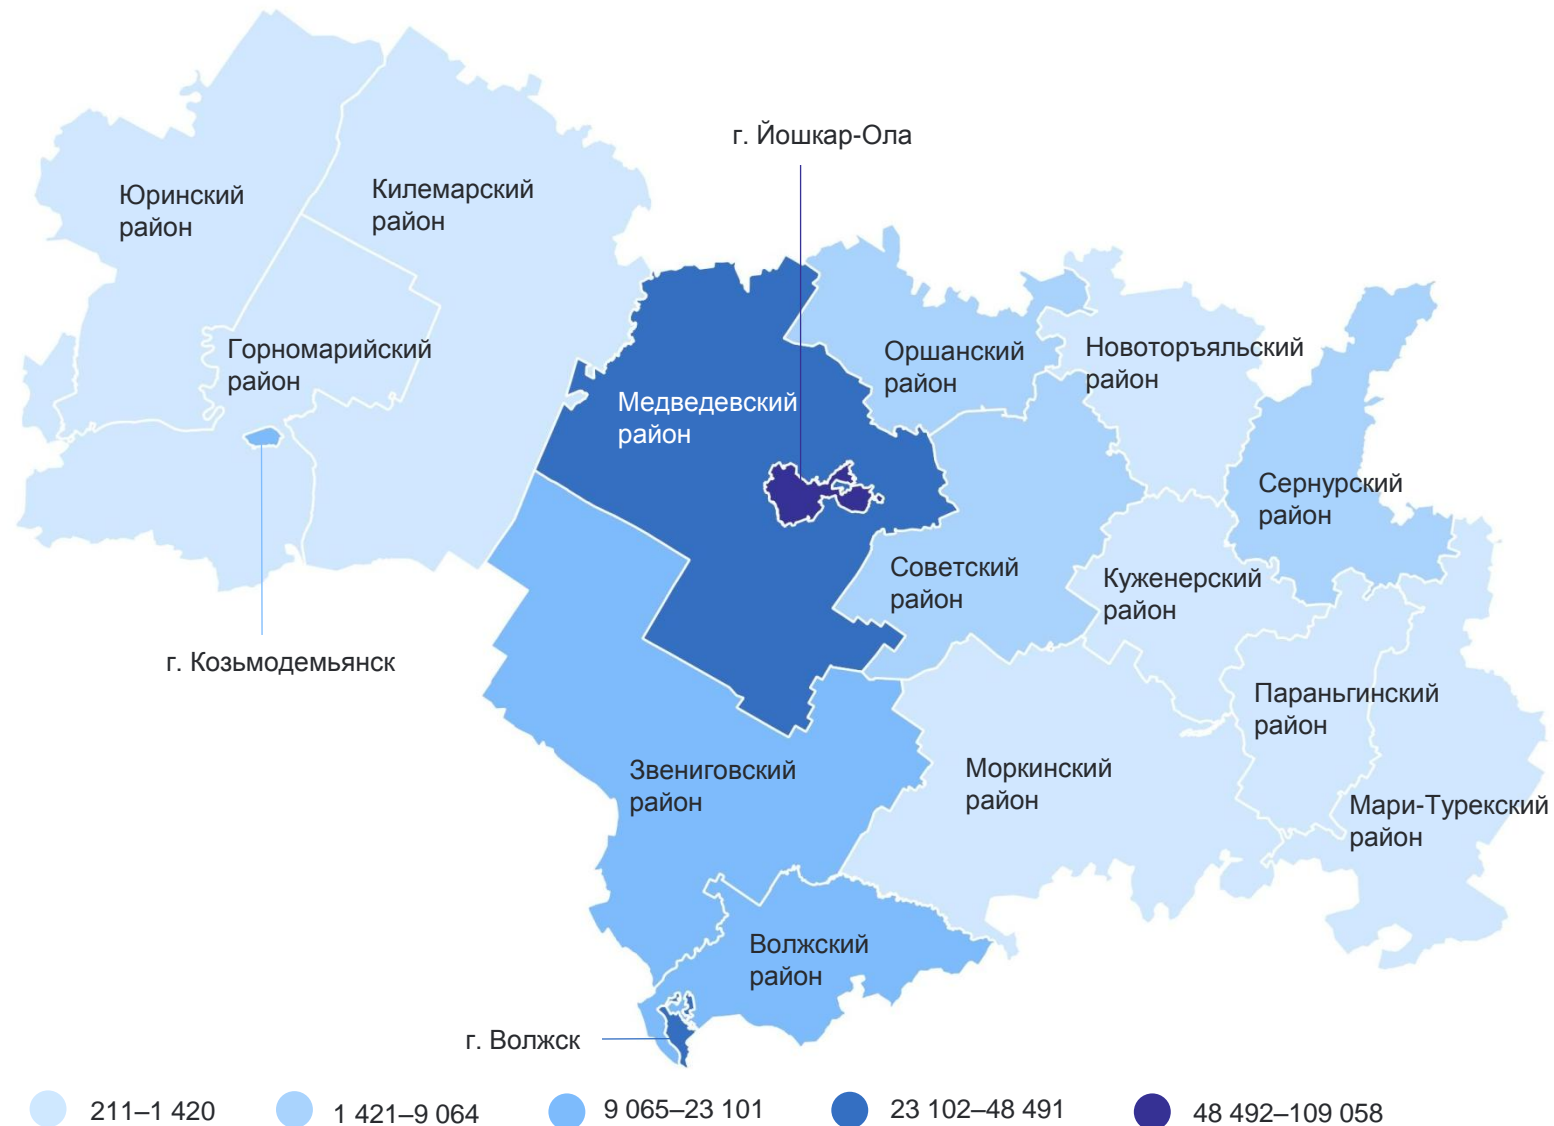 г. Йошкар-Ола
Юринский
район
Килемарский
район
Горномарийский
район
Медведевский
район
Оршанский
район
Новоторъяльский
район
Сернурский
район
Советский
район
Куженерский
район
г. Козьмодемьянск
Параньгинский
район
Звениговский
район
Моркинский
район
Мари-Турекский
район
Волжский
район
г. Волжск
211–1 420
1 421–9 064
9 065–23 101
23 102–48 491
48 492–109 058